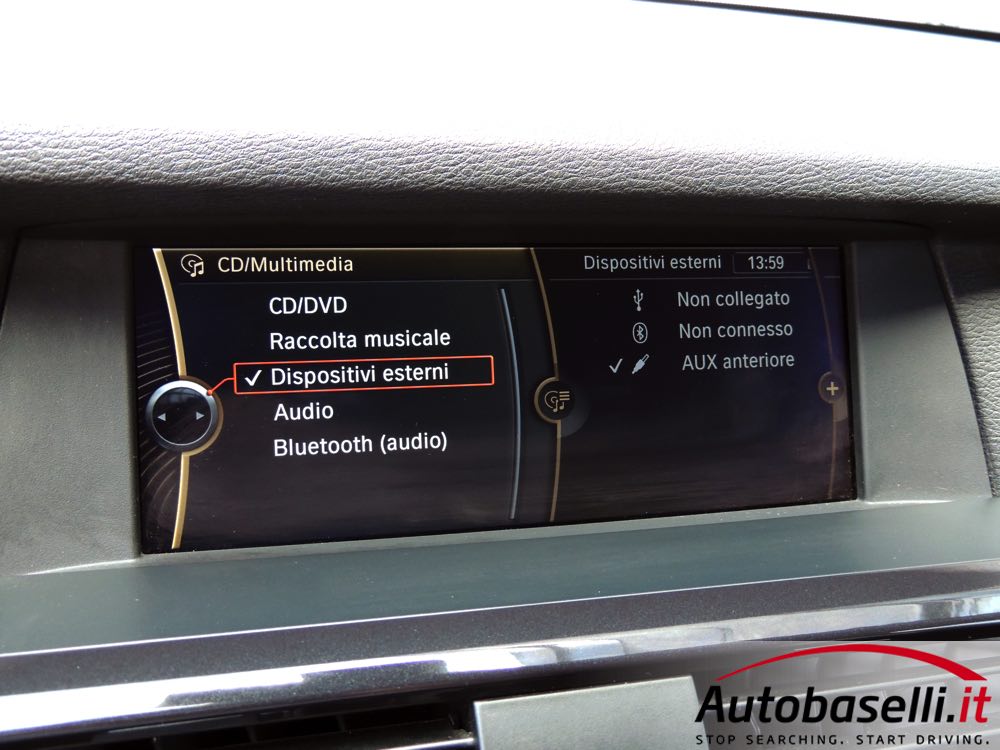 CD/Multimedia
CD/DVD
Raccolta musicale
Dispositivi esterni
Audio
Bluetooth (audio)
Dispositivi esterni 13:59
Non collegato
Non connesso
AUX anteriore
Autobaselli.it
STOP SEARCHING. START DRIVING.